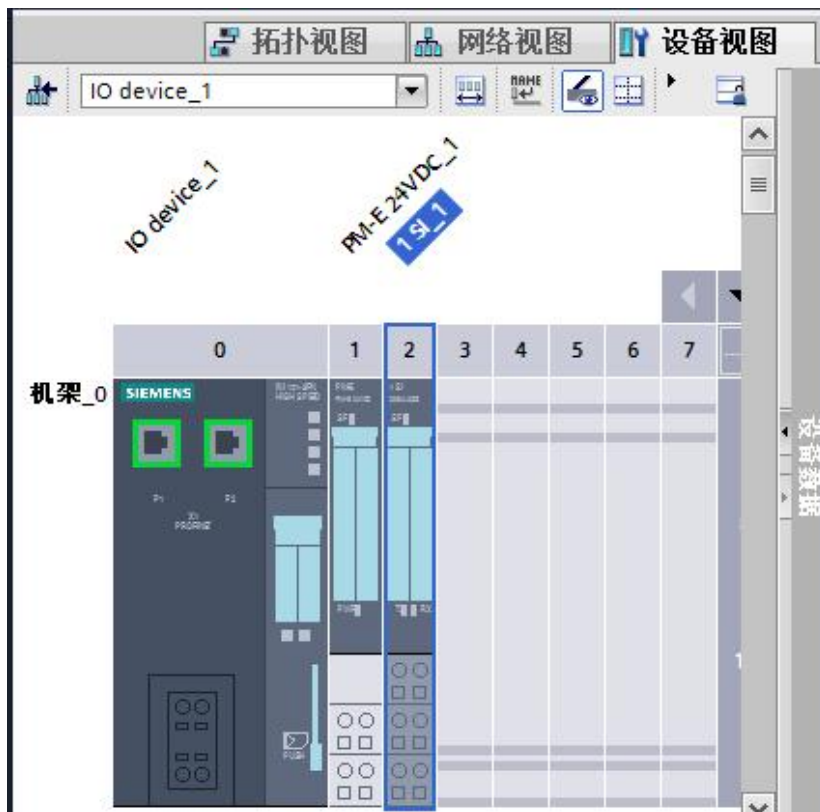 拓扑视图 网络视图 设备视图
IO device_1
NAME
IO device_1
PM-E 24VDC_1
1 SI_1
0 1 2 3 4 5 6 7
机架_0
SIEMENS
P1 P2
PROFINET
PUSH
设备数据